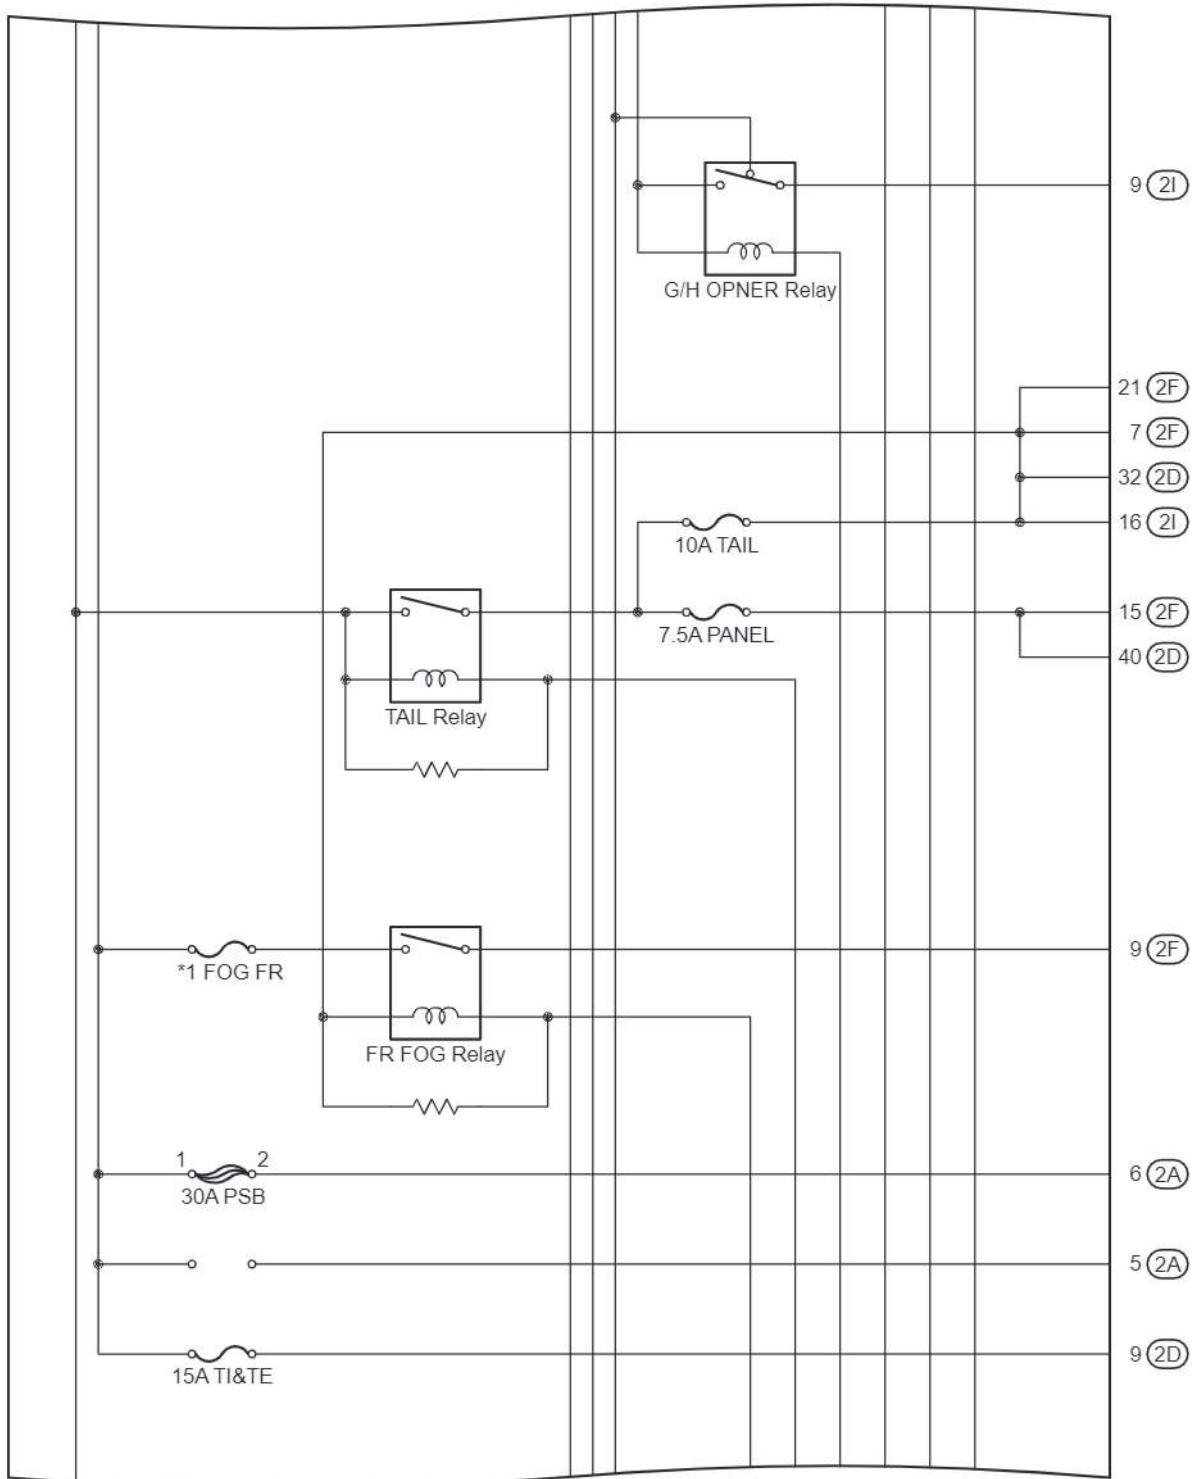 9 2I
G/H OPNER Relay
21 2F
7 2F
32 2D
16 2I
10A TAIL
15 2F
7.5A PANEL
40 2D
TAIL Relay
9 2F
*1 FOG FR
FR FOG Relay
1 2
6 2A
30A PSB
5 2A
9 2D
15A TI&TE